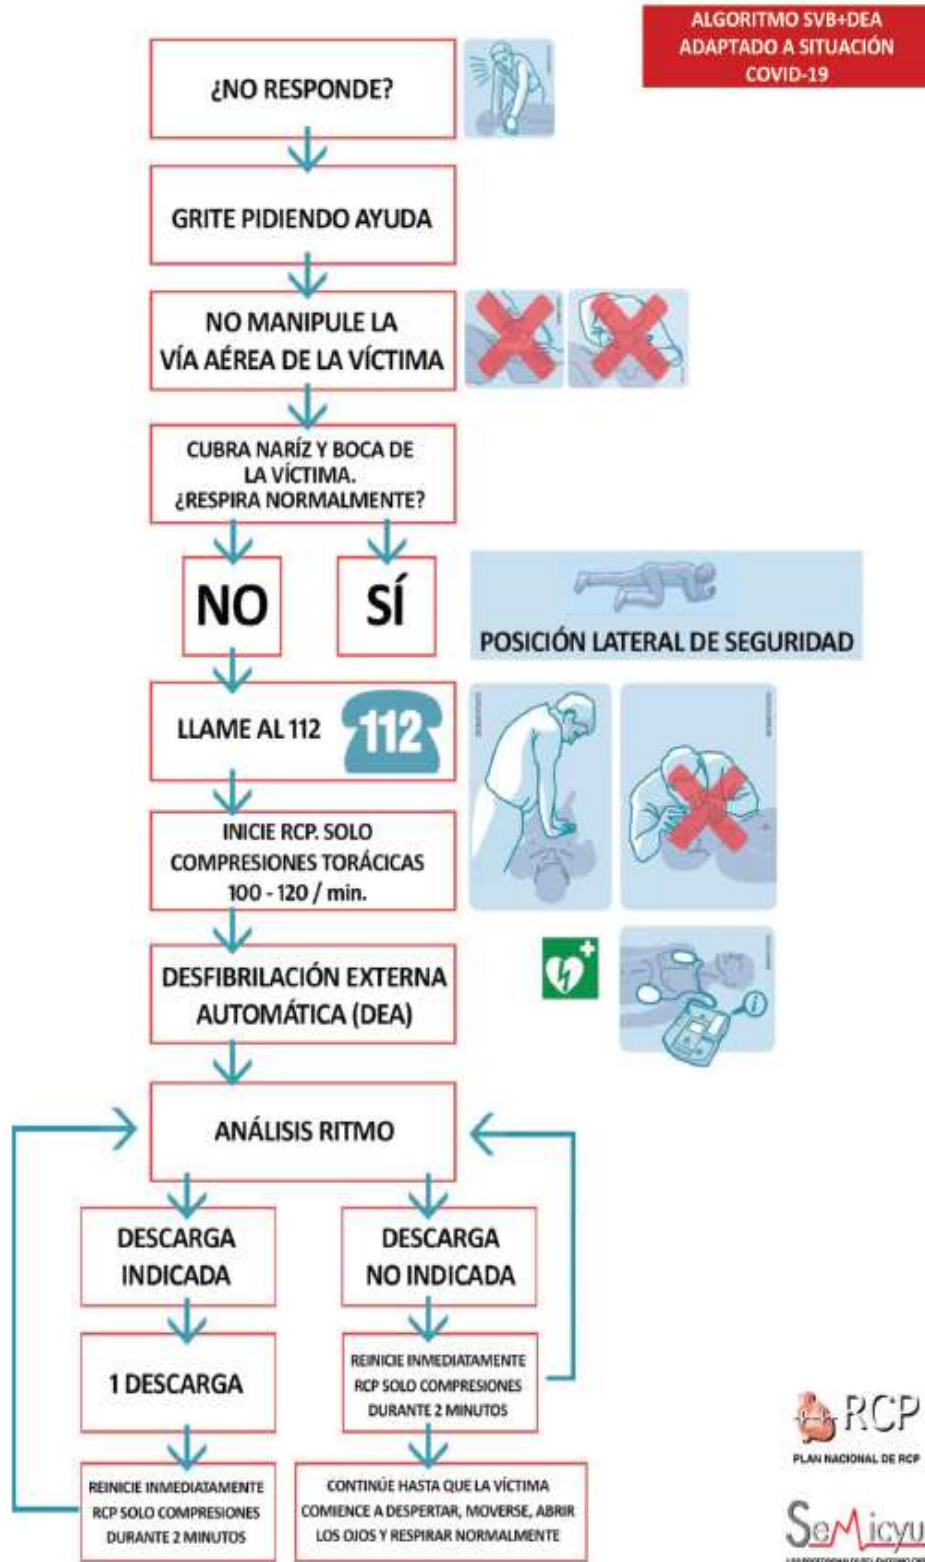 ALGORITMO SVB+DEA
ADAPTADO A SITUACIÓN
COVID-19
¿NO RESPONDE?
GRITE PIDIENDO AYUDA
NO MANIPULE LA
VÍA AÉREA DE LA VÍCTIMA
CUBRA NARÍZ Y BOCA DE
LA VÍCTIMA.
¿RESPIRA NORMALMENTE?
NO
SÍ
POSICIÓN LATERAL DE SEGURIDAD
LLAME AL 112
112
INICIE RCP. SOLO
COMPRESIONES TORÁCICAS
100 - 120 / min.
DESFIBRILACIÓN EXTERNA
AUTOMÁTICA (DEA)
ANÁLISIS RITMO
DESCARGA
INDICADA
DESCARGA
NO INDICADA
1 DESCARGA
REINICIE INMEDIATAMENTE
RCP SOLO COMPRESIONES
DURANTE 2 MINUTOS
REINICIE INMEDIATAMENTE
RCP SOLO COMPRESIONES
DURANTE 2 MINUTOS
CONTINÚE HASTA QUE LA VÍCTIMA
COMIENCE A DESPERTAR, MOVERSE, ABRIR
LOS OJOS Y RESPIRAR NORMALMENTE
RCP
PLAN NACIONAL DE RCP
SeMicyu